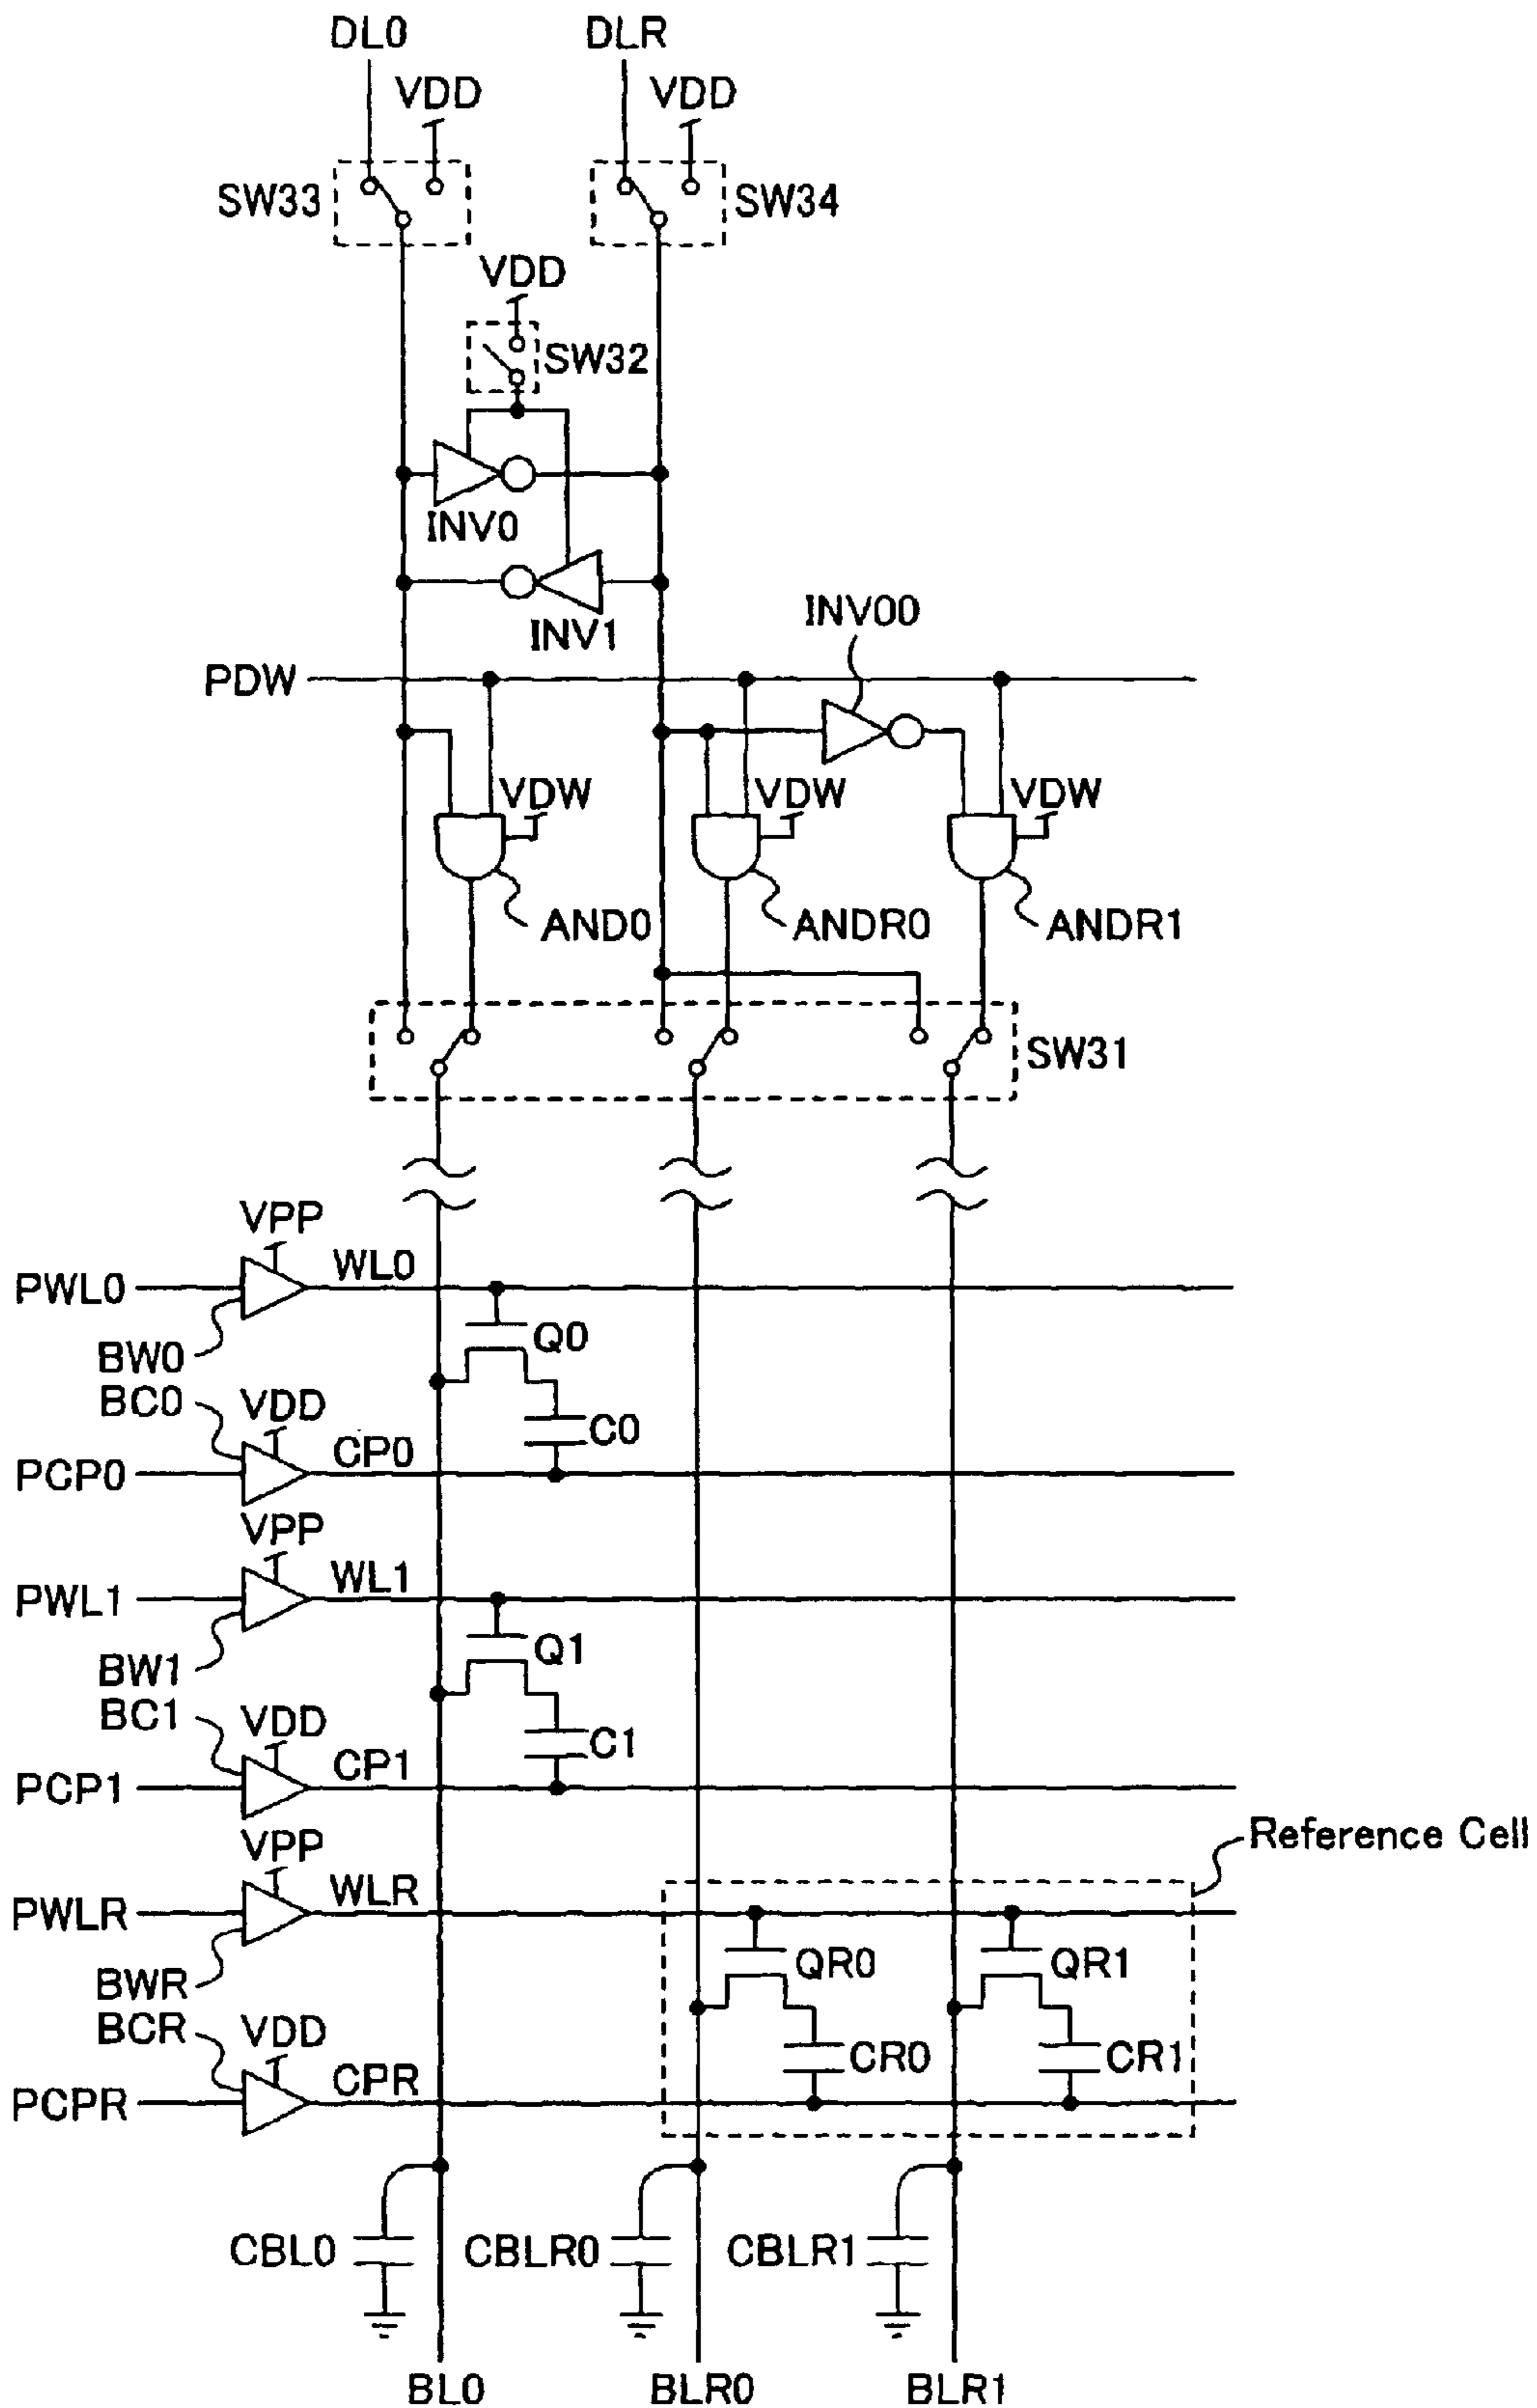 DL0 DLR
VDD VDD
SW33 SW34
VDD
SW32
INV0
INV1 INV00
PDW
VDW VDW VDW
AND0 ANDR0 ANDR1
SW31
VPP
PWL0 WL0
BW0 Q0
BC0 VDD
C0
PCP0 CP0
VPP
PWL1 WL1
BW1 Q1
BC1 VDD
C1
PCP1 CP1
VPP Reference Cell
PWLR WLR
QR0 QR1
BWR
BCR VDD
CR0 CR1
PCPR CPR
CBL0 CBLR0 CBLR1
BL0 BLR0 BLR1